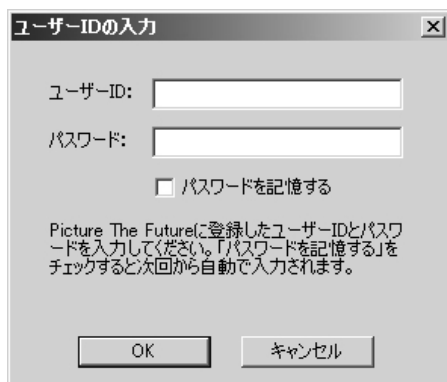 ユーザーIDの入力
ユーザーID:
パスワード:
パスワードを記憶する
Picture The Futureに登録したユーザーIDとパスワ
ードを入力してください。「パスワードを記憶する」を
チェックすると次回から自動で入力されます。
OK キャンセル